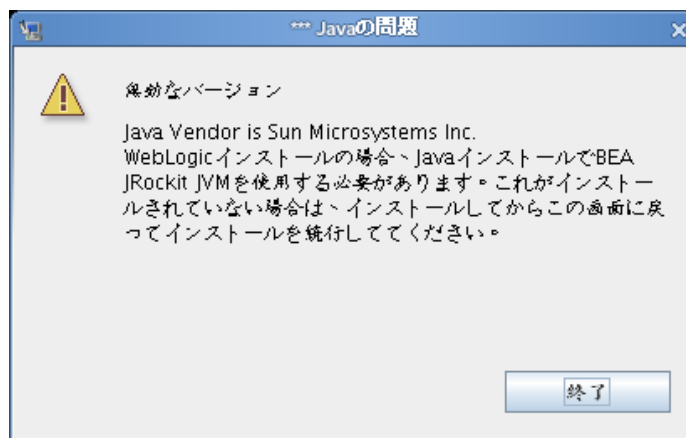 *** Javaの問題
無効なバージョン
Java Vendor is Sun Microsystems Inc.
WebLogicインストールの場合、JavaインストールでBEA
JRockit JVMを使用する必要があります。これがインストー
ルされていない場合は、インストールしてからこの画面に戻
ってインストールを続行しててください。
終了